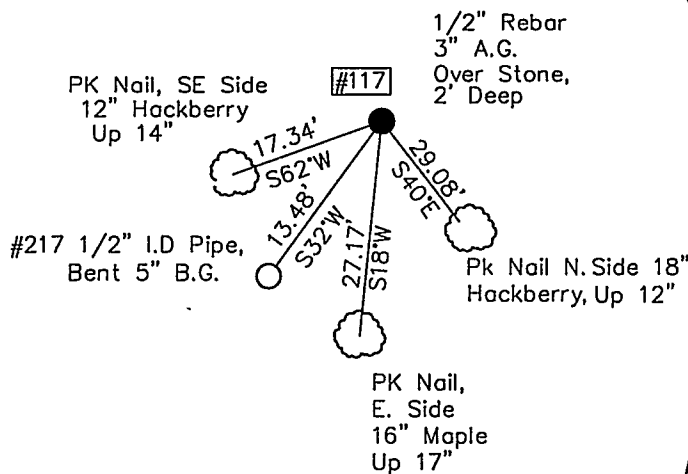 1/2" Rebar
3" A.G.
Over Stone,
2' Deep
#117
PK Nail, SE Side
12" Hackberry
Up 14"
17.34'
S62°W
29.08'
S40°E
13.48'
S32°W
27.17'
S18°W
#217 1/2" I.D Pipe,
Bent 5" B.G.
Pk Nail N. Side 18"
Hackberry, Up 12"
PK Nail,
E. Side
16" Maple
Up 17"